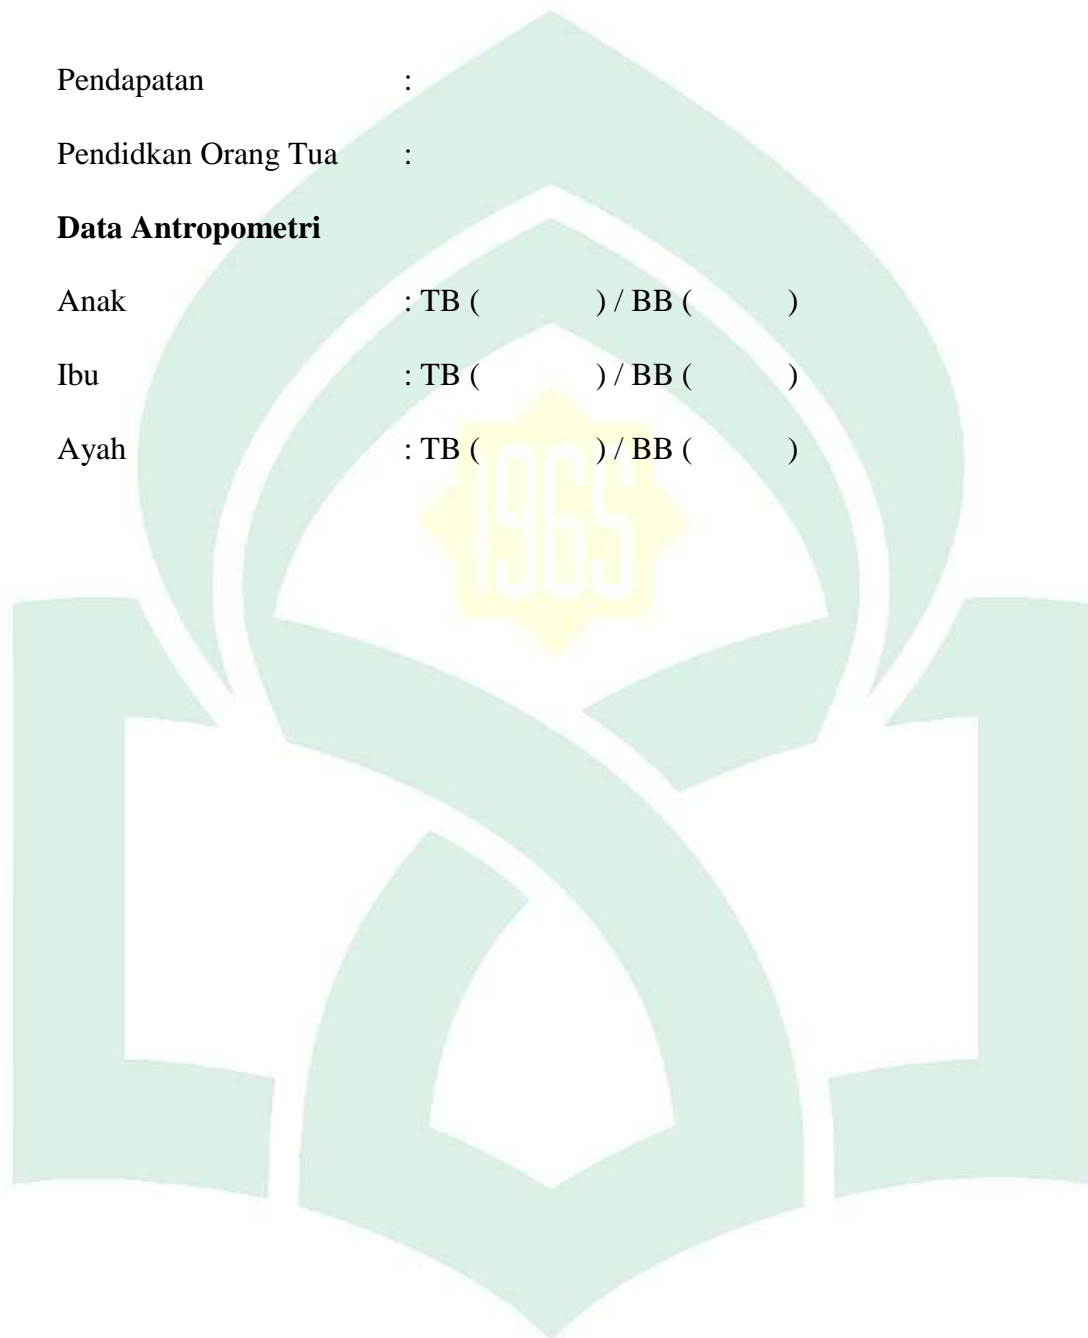 Pendapatan :
Pendidkan Orang Tua :
Data Antropometri
Anak : TB ( ) / BB ( )
Ibu : TB ( ) / BB ( )
Ayah : TB ( ) / BB ( )
1965